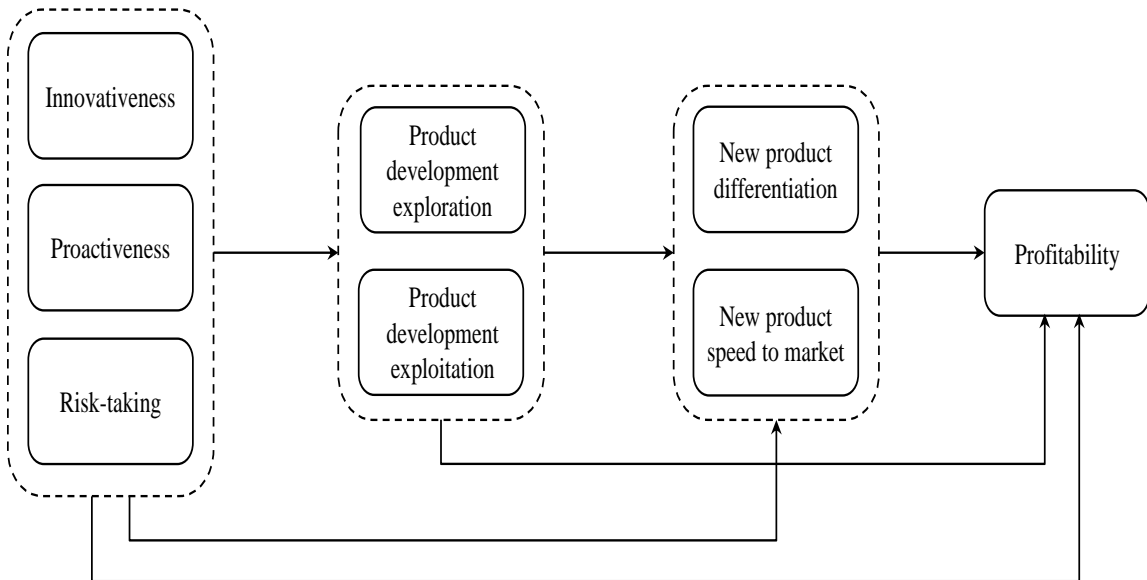 Innovativeness
Proactiveness
Risk-taking
Product
development
exploration
Product
development
exploitation
New product
differentiation
New product
speed to market
Profitability